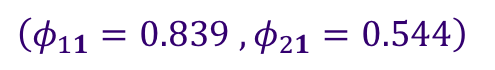 (ϕ₁₁ = 0.839 , ϕ₂₁ = 0.544)